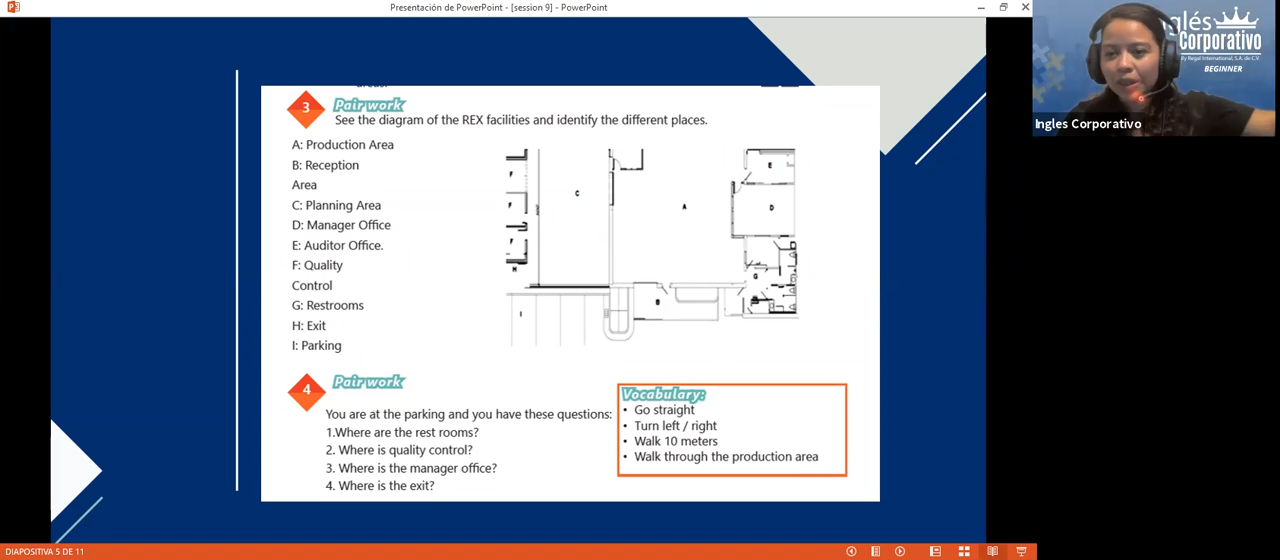 Presentación de PowerPoint - [session 9] - PowerPoint
Inglés
Corporativo
By Regal International, S.A. de C.V.
BEGINNER
Ingles Corporativo
3
Pair work
See the diagram of the REX facilities and identify the different places.
A: Production Area
B: Reception
Area
C: Planning Area
D: Manager Office
E: Auditor Office.
F: Quality
Control
G: Restrooms
H: Exit
I: Parking
F
F
F
H
C
A
E
D
G
B
I
4
Pair work
You are at the parking and you have these questions:
1.Where are the rest rooms?
2. Where is quality control?
3. Where is the manager office?
4. Where is the exit?
Vocabulary:
• Go straight
• Turn left / right
• Walk 10 meters
• Walk through the production area
DIAPOSITIVA 5 DE 11